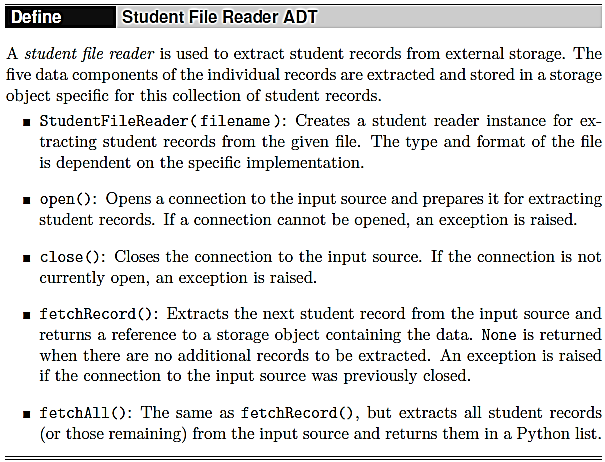 Define Student File Reader ADT
A student file reader is used to extract student records from external storage. The
five data components of the individual records are extracted and stored in a storage
object specific for this collection of student records.
■ StudentFileReader( filename ): Creates a student reader instance for ex-
tracting student records from the given file. The type and format of the file
is dependent on the specific implementation.
■ open(): Opens a connection to the input source and prepares it for extracting
student records. If a connection cannot be opened, an exception is raised.
■ close(): Closes the connection to the input source. If the connection is not
currently open, an exception is raised.
■ fetchRecord(): Extracts the next student record from the input source and
returns a reference to a storage object containing the data. None is returned
when there are no additional records to be extracted. An exception is raised
if the connection to the input source was previously closed.
■ fetchAll(): The same as fetchRecord(), but extracts all student records
(or those remaining) from the input source and returns them in a Python list.